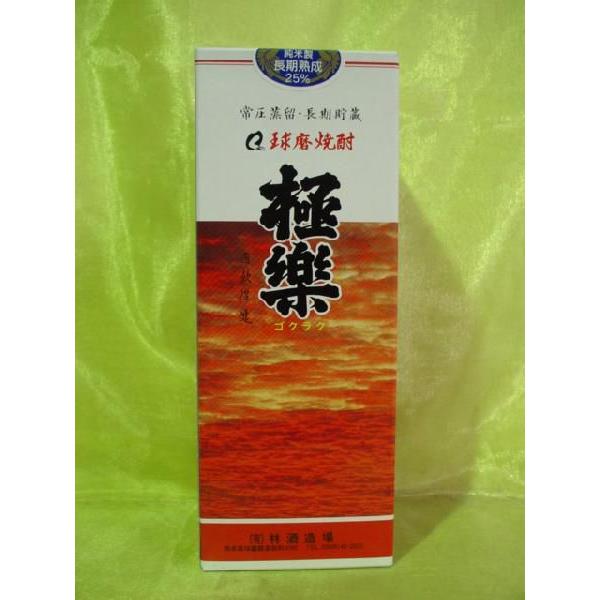 純米製
長期熟成
25%
常圧蒸留・長期貯蔵
球磨焼酎
極楽
ゴクラク
(有)林酒造場